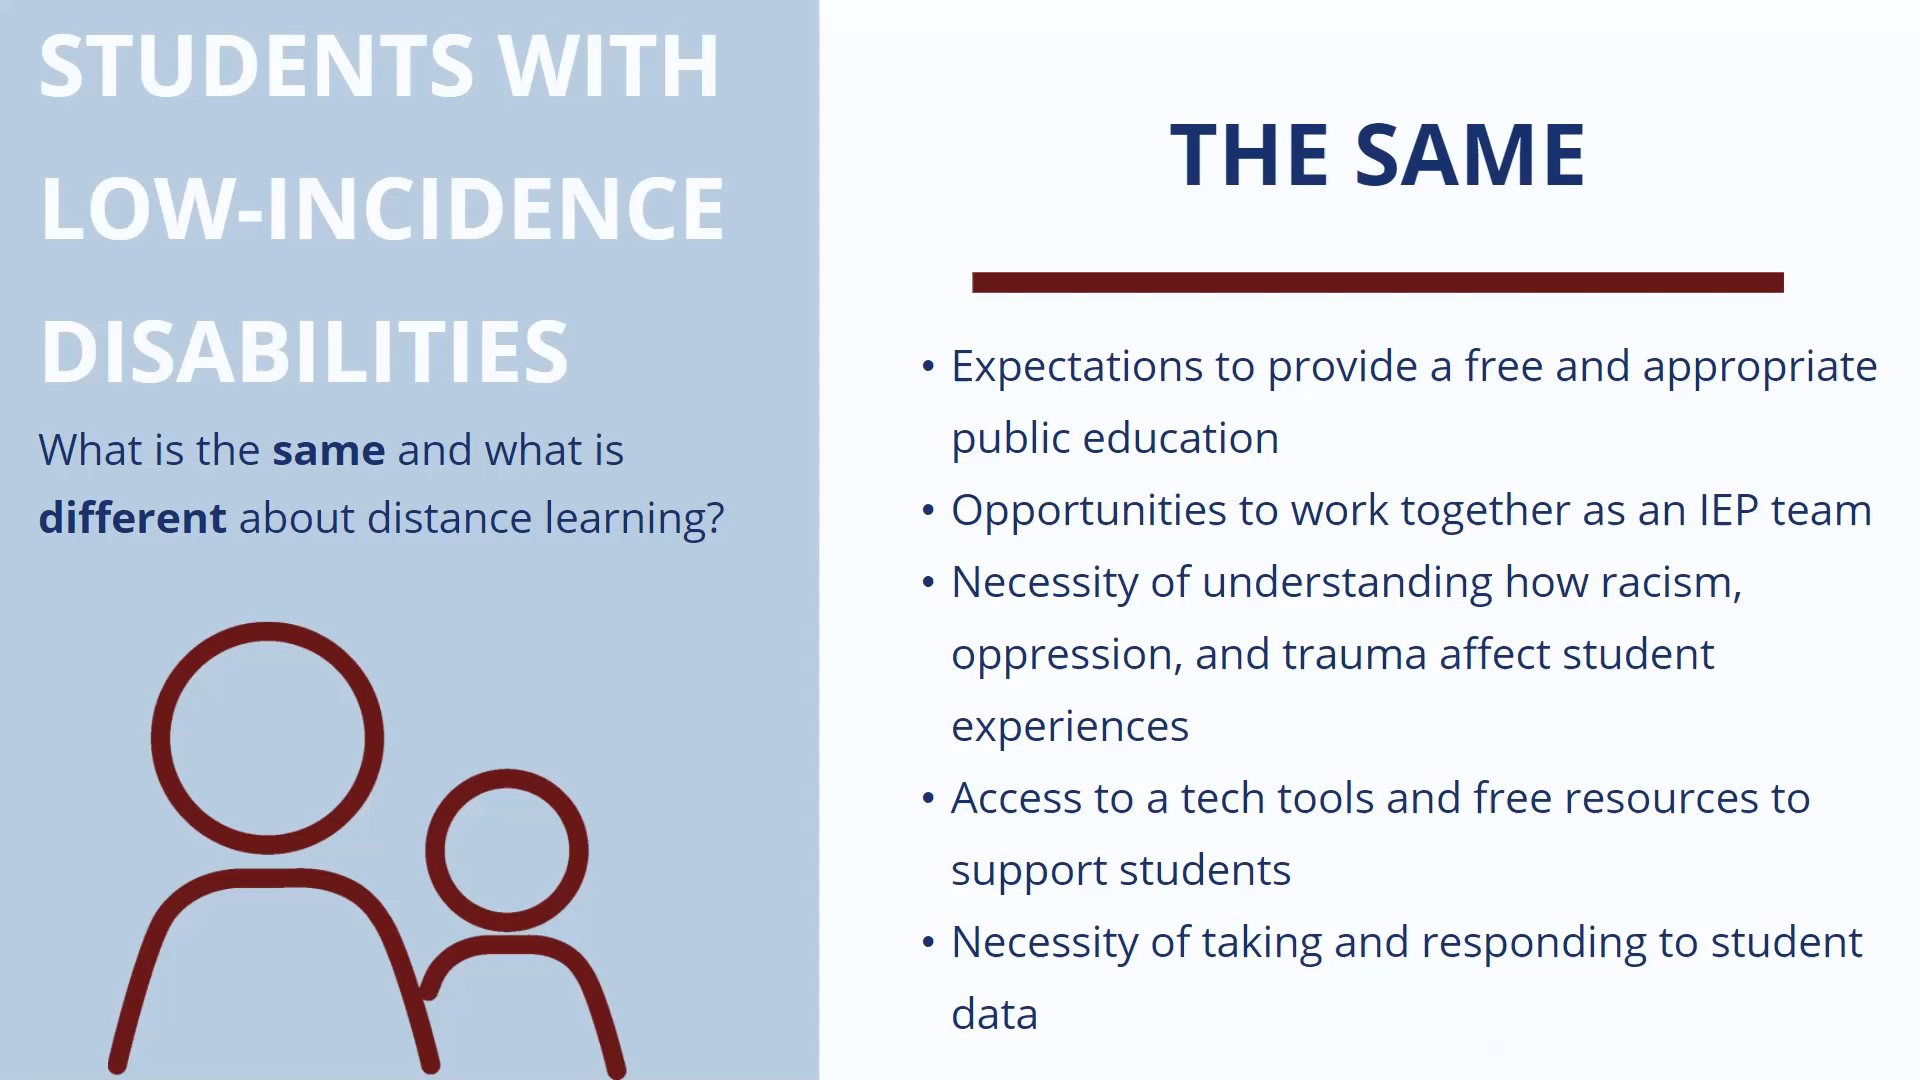 STUDENTS WITH
LOW-INCIDENCE
DISABILITIES
What is the same and what is
different about distance learning?
THE SAME
• Expectations to provide a free and appropriate
public education
• Opportunities to work together as an IEP team
• Necessity of understanding how racism,
oppression, and trauma affect student
experiences
• Access to a tech tools and free resources to
support students
• Necessity of taking and responding to student
data